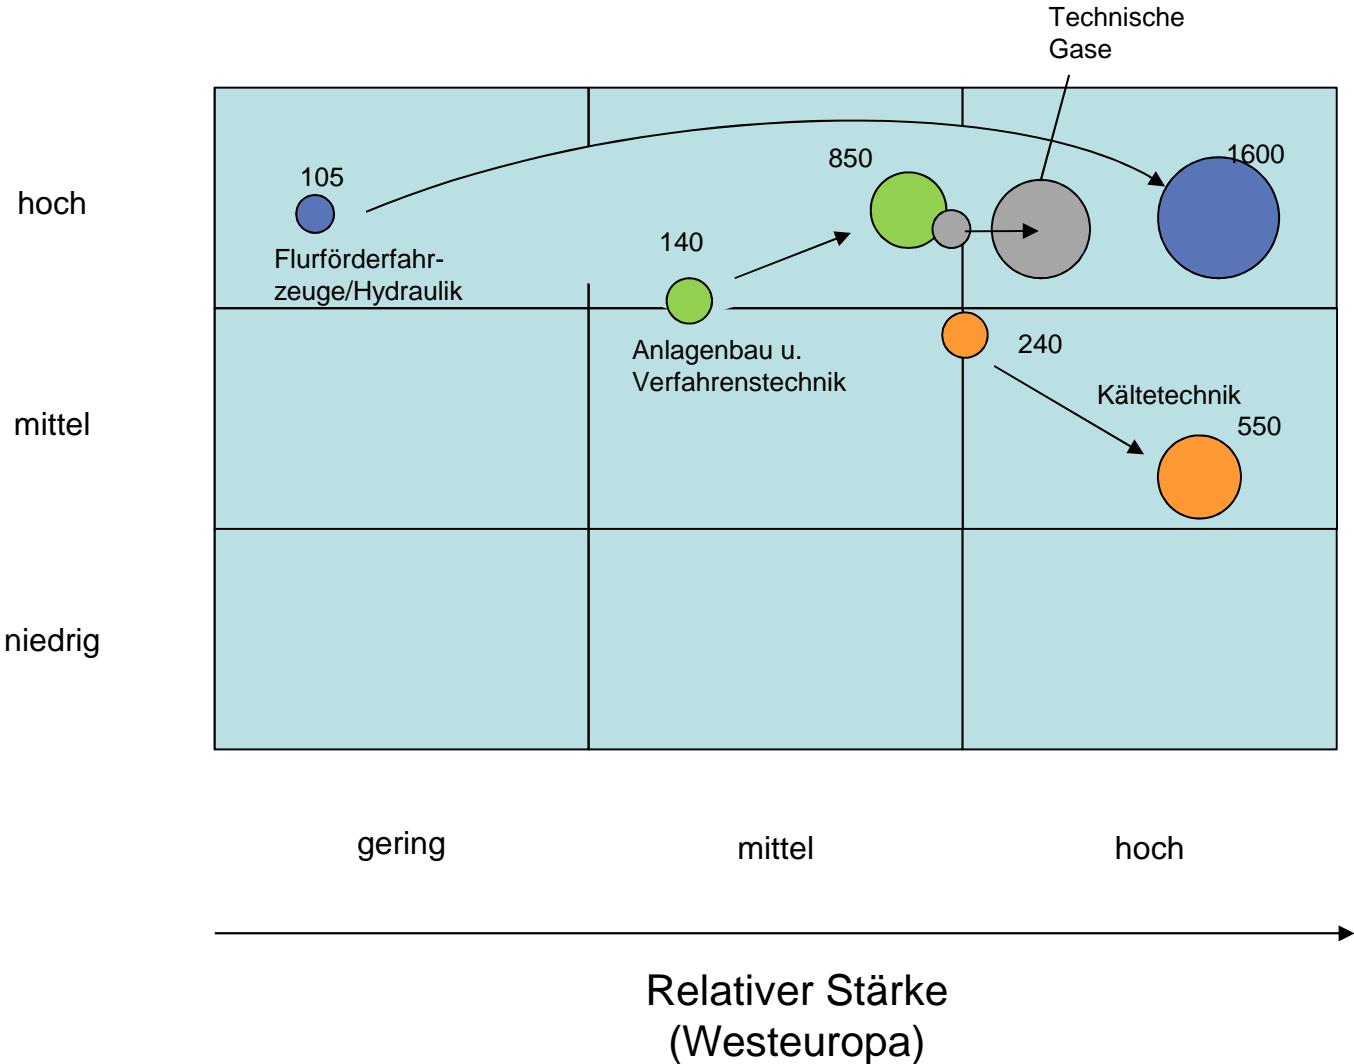 Technische
Gase
hoch
105
850
1600
140
Flurförderfahr-
zeuge/Hydraulik
Anlagenbau u.
Verfahrenstechnik
240
Kältetechnik
550
mittel
niedrig
gering
mittel
hoch
Relativer Stärke
(Westeuropa)